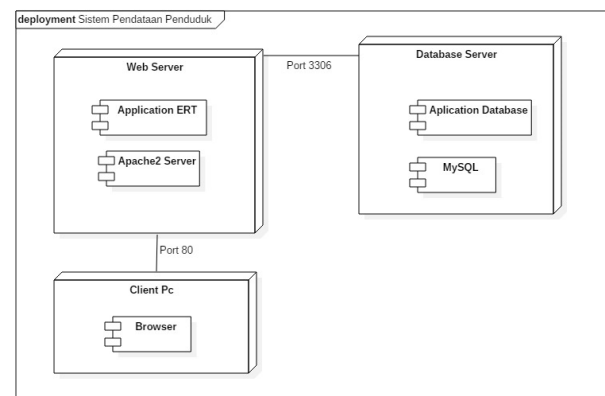 deployment Sistem Pendataan Penduduk
Web Server
Application ERT
Apache2 Server
Port 3306
Database Server
Aplication Database
MySQL
Port 80
Client Pc
Browser